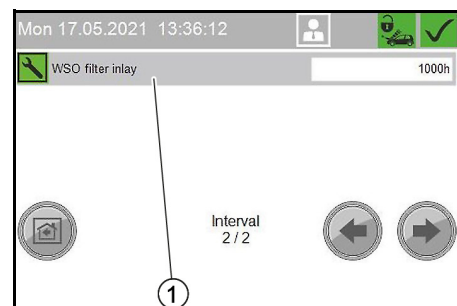 Mon 17.05.2021 13:36:12
WSO filter inlay 1000h
Interval
2 / 2
1